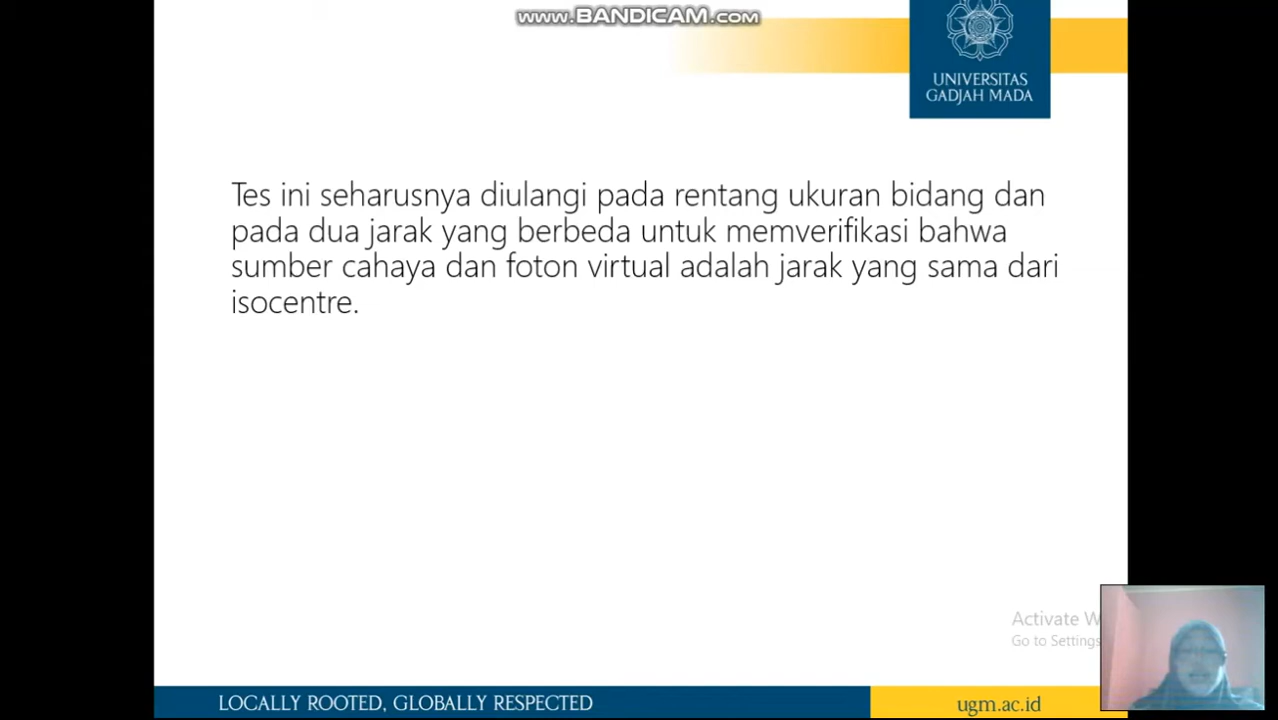 www.BANDICAM.com
UNIVERSITAS
GADJAH MADA
Tes ini seharusnya diulangi pada rentang ukuran bidang dan
pada dua jarak yang berbeda untuk memverifikasi bahwa
sumber cahaya dan foton virtual adalah jarak yang sama dari
isocentre.
Activate W
Go to Settings
LOCALLY ROOTED, GLOBALLY RESPECTED
ugm.ac.id